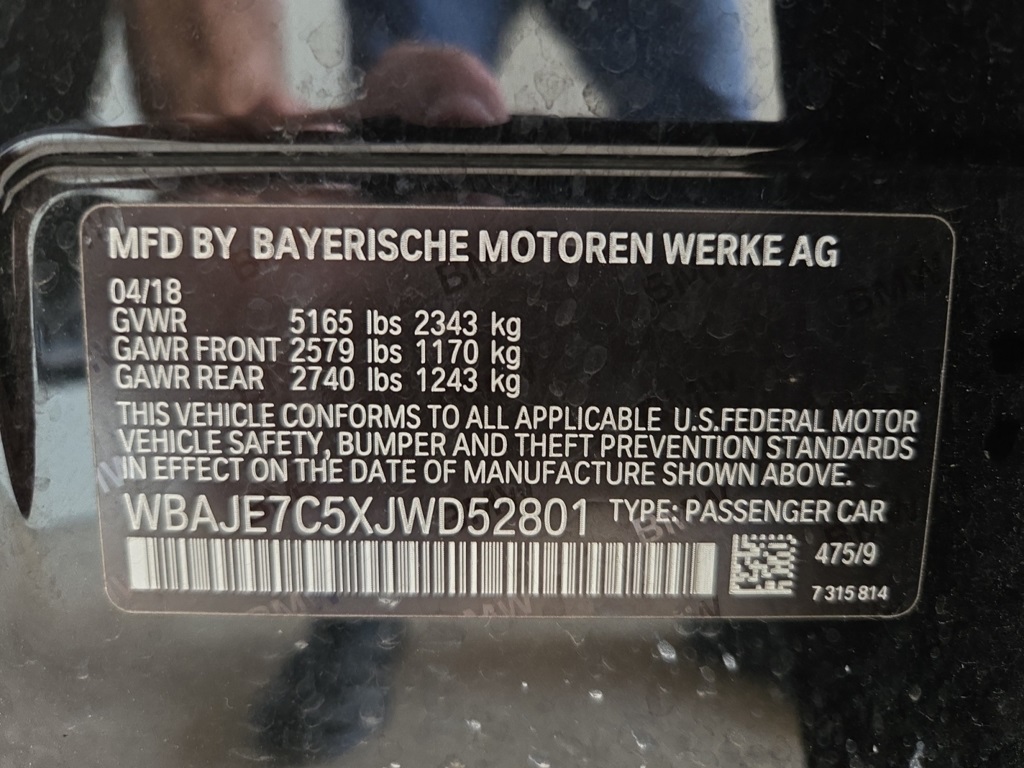 MFD BY BAYERISCHE MOTOREN WERKE AG
04/18
GVWR 5165 lbs 2343 kg
GAWR FRONT 2579 lbs 1170 kg
GAWR REAR 2740 lbs 1243 kg
THIS VEHICLE CONFORMS TO ALL APPLICABLE U.S.FEDERAL MOTOR
VEHICLE SAFETY, BUMPER AND THEFT PREVENTION STANDARDS
IN EFFECT ON THE DATE OF MANUFACTURE SHOWN ABOVE.
WBAJE7C5XJWD52801 TYPE: PASSENGER CAR
475/9
7 315 814